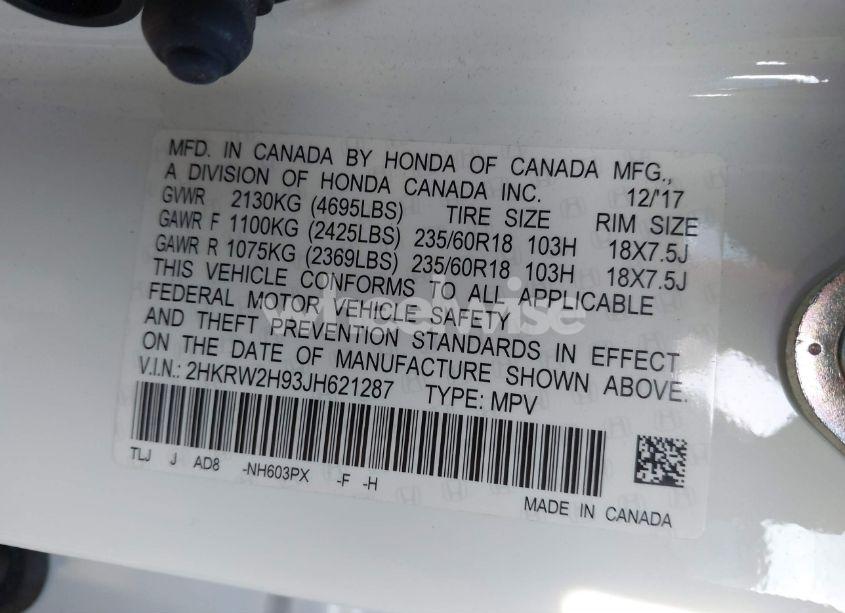 MFD. IN CANADA BY HONDA OF CANADA MFG.,
A DIVISION OF HONDA CANADA INC. 12/'17
GVWR 2130KG (4695LBS) TIRE SIZE RIM SIZE
GAWR F 1100KG (2425LBS) 235/60R18 103H 18X7.5J
GAWR R 1075KG (2369LBS) 235/60R18 103H 18X7.5J
THIS VEHICLE CONFORMS TO ALL APPLICABLE
FEDERAL MOTOR VEHICLE SAFETY
AND THEFT PREVENTION STANDARDS IN EFFECT
ON THE DATE OF MANUFACTURE SHOWN ABOVE.
V.I.N.: 2HKRW2H93JH621287 TYPE: MPV
TLJ J AD8 -NH603PX -F -H
MADE IN CANADA
wheelwise